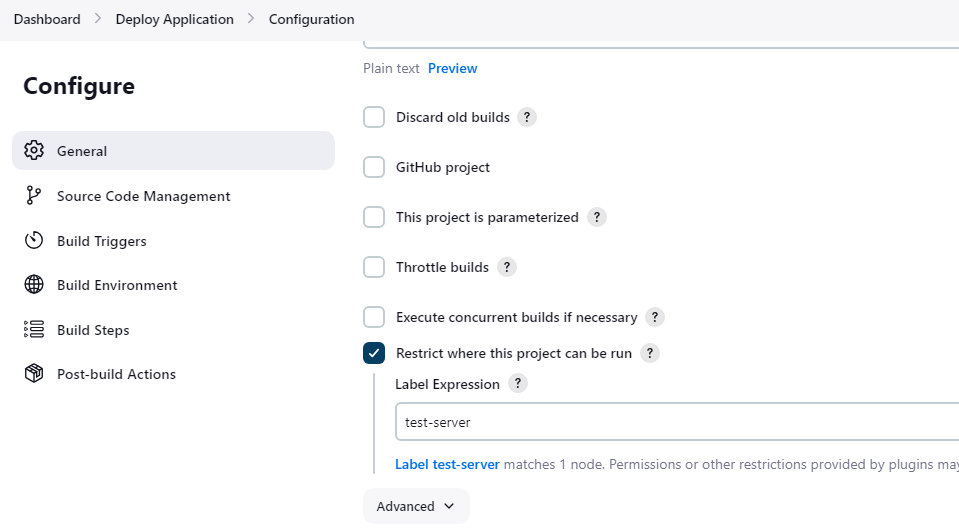 Dashboard > Deploy Application > Configuration
Configure
General
Source Code Management
Build Triggers
Build Environment
Build Steps
Post-build Actions
Plain text Preview
Discard old builds ?
GitHub project
This project is parameterized ?
Throttle builds ?
Execute concurrent builds if necessary ?
Restrict where this project can be run ?
Label Expression ?
test-server
Label test-server matches 1 node. Permissions or other restrictions provided by plugins may
Advanced